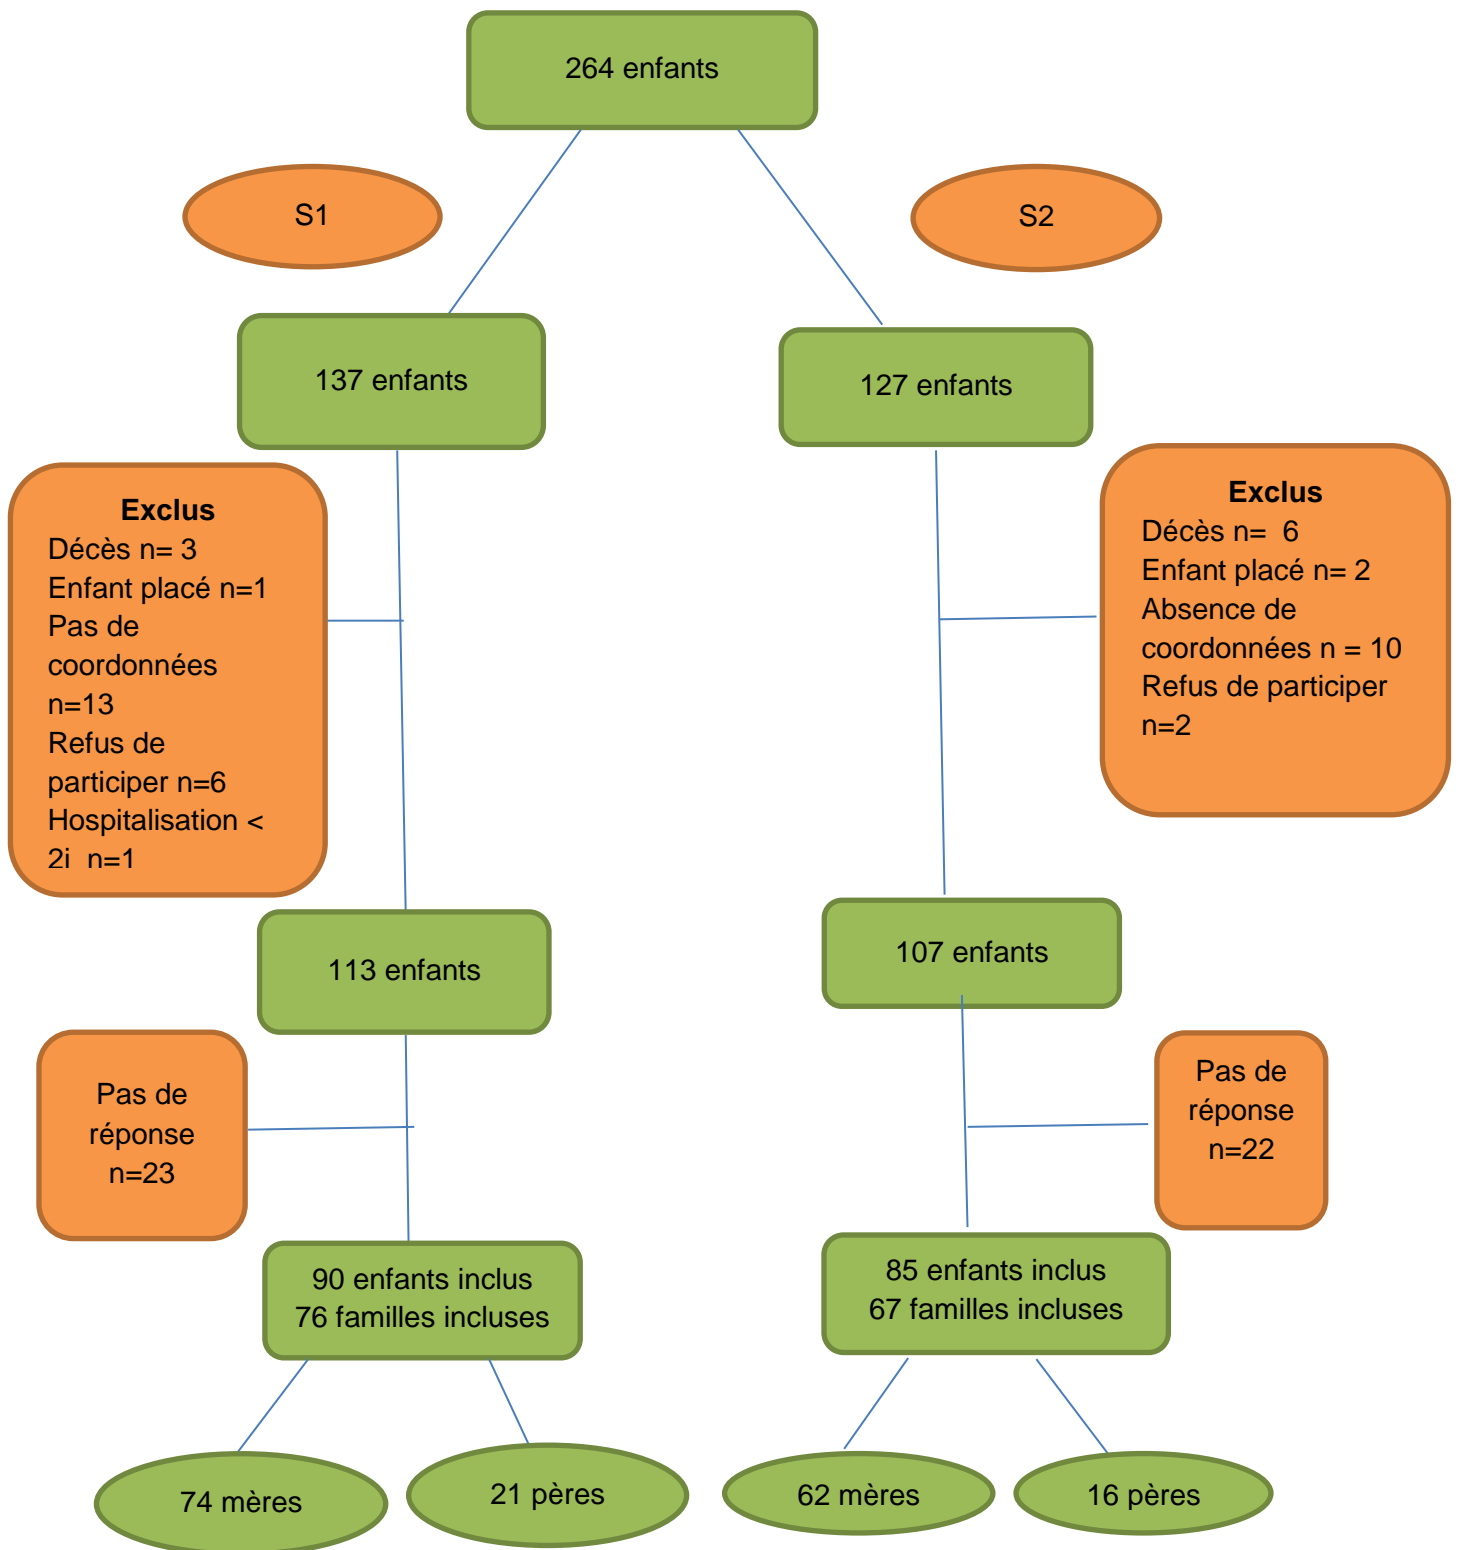 264 enfants
S1
S2
137 enfants
127 enfants
Exclus
Décès n= 3
Enfant placé n=1
Pas de
coordonnées
n=13
Refus de
participer n=6
Hospitalisation <
2j n=1
Exclus
Décès n= 6
Enfant placé n= 2
Absence de
coordonnées n = 10
Refus de participer
n=2
113 enfants
107 enfants
Pas de
réponse
n=23
Pas de
réponse
n=22
90 enfants inclus
76 familles incluses
85 enfants inclus
67 familles incluses
74 mères
21 pères
62 mères
16 pères